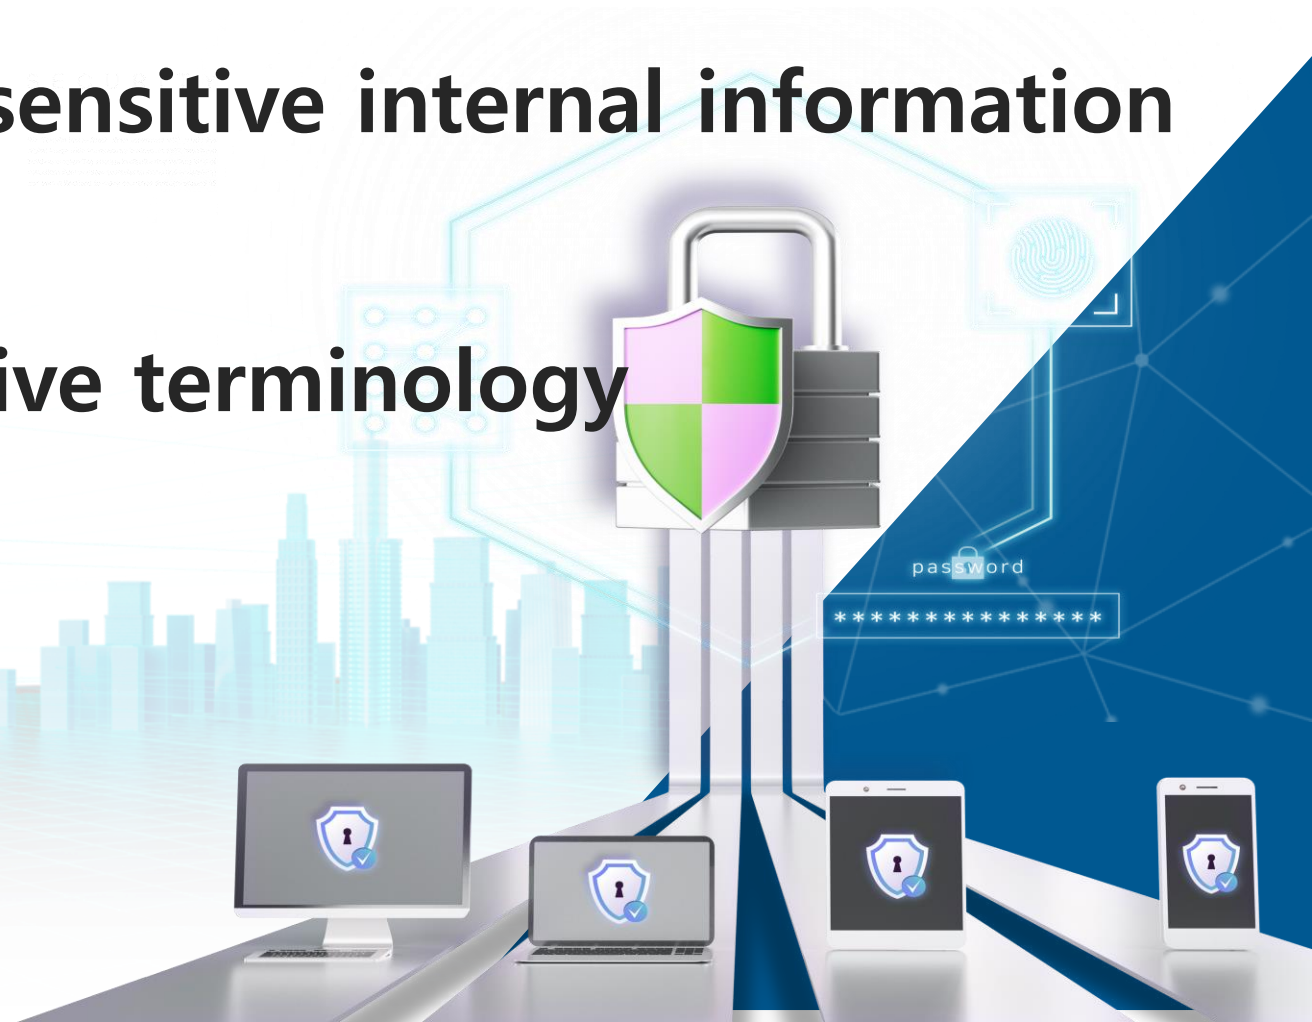 sensitive internal information
ive terminology
password
***************